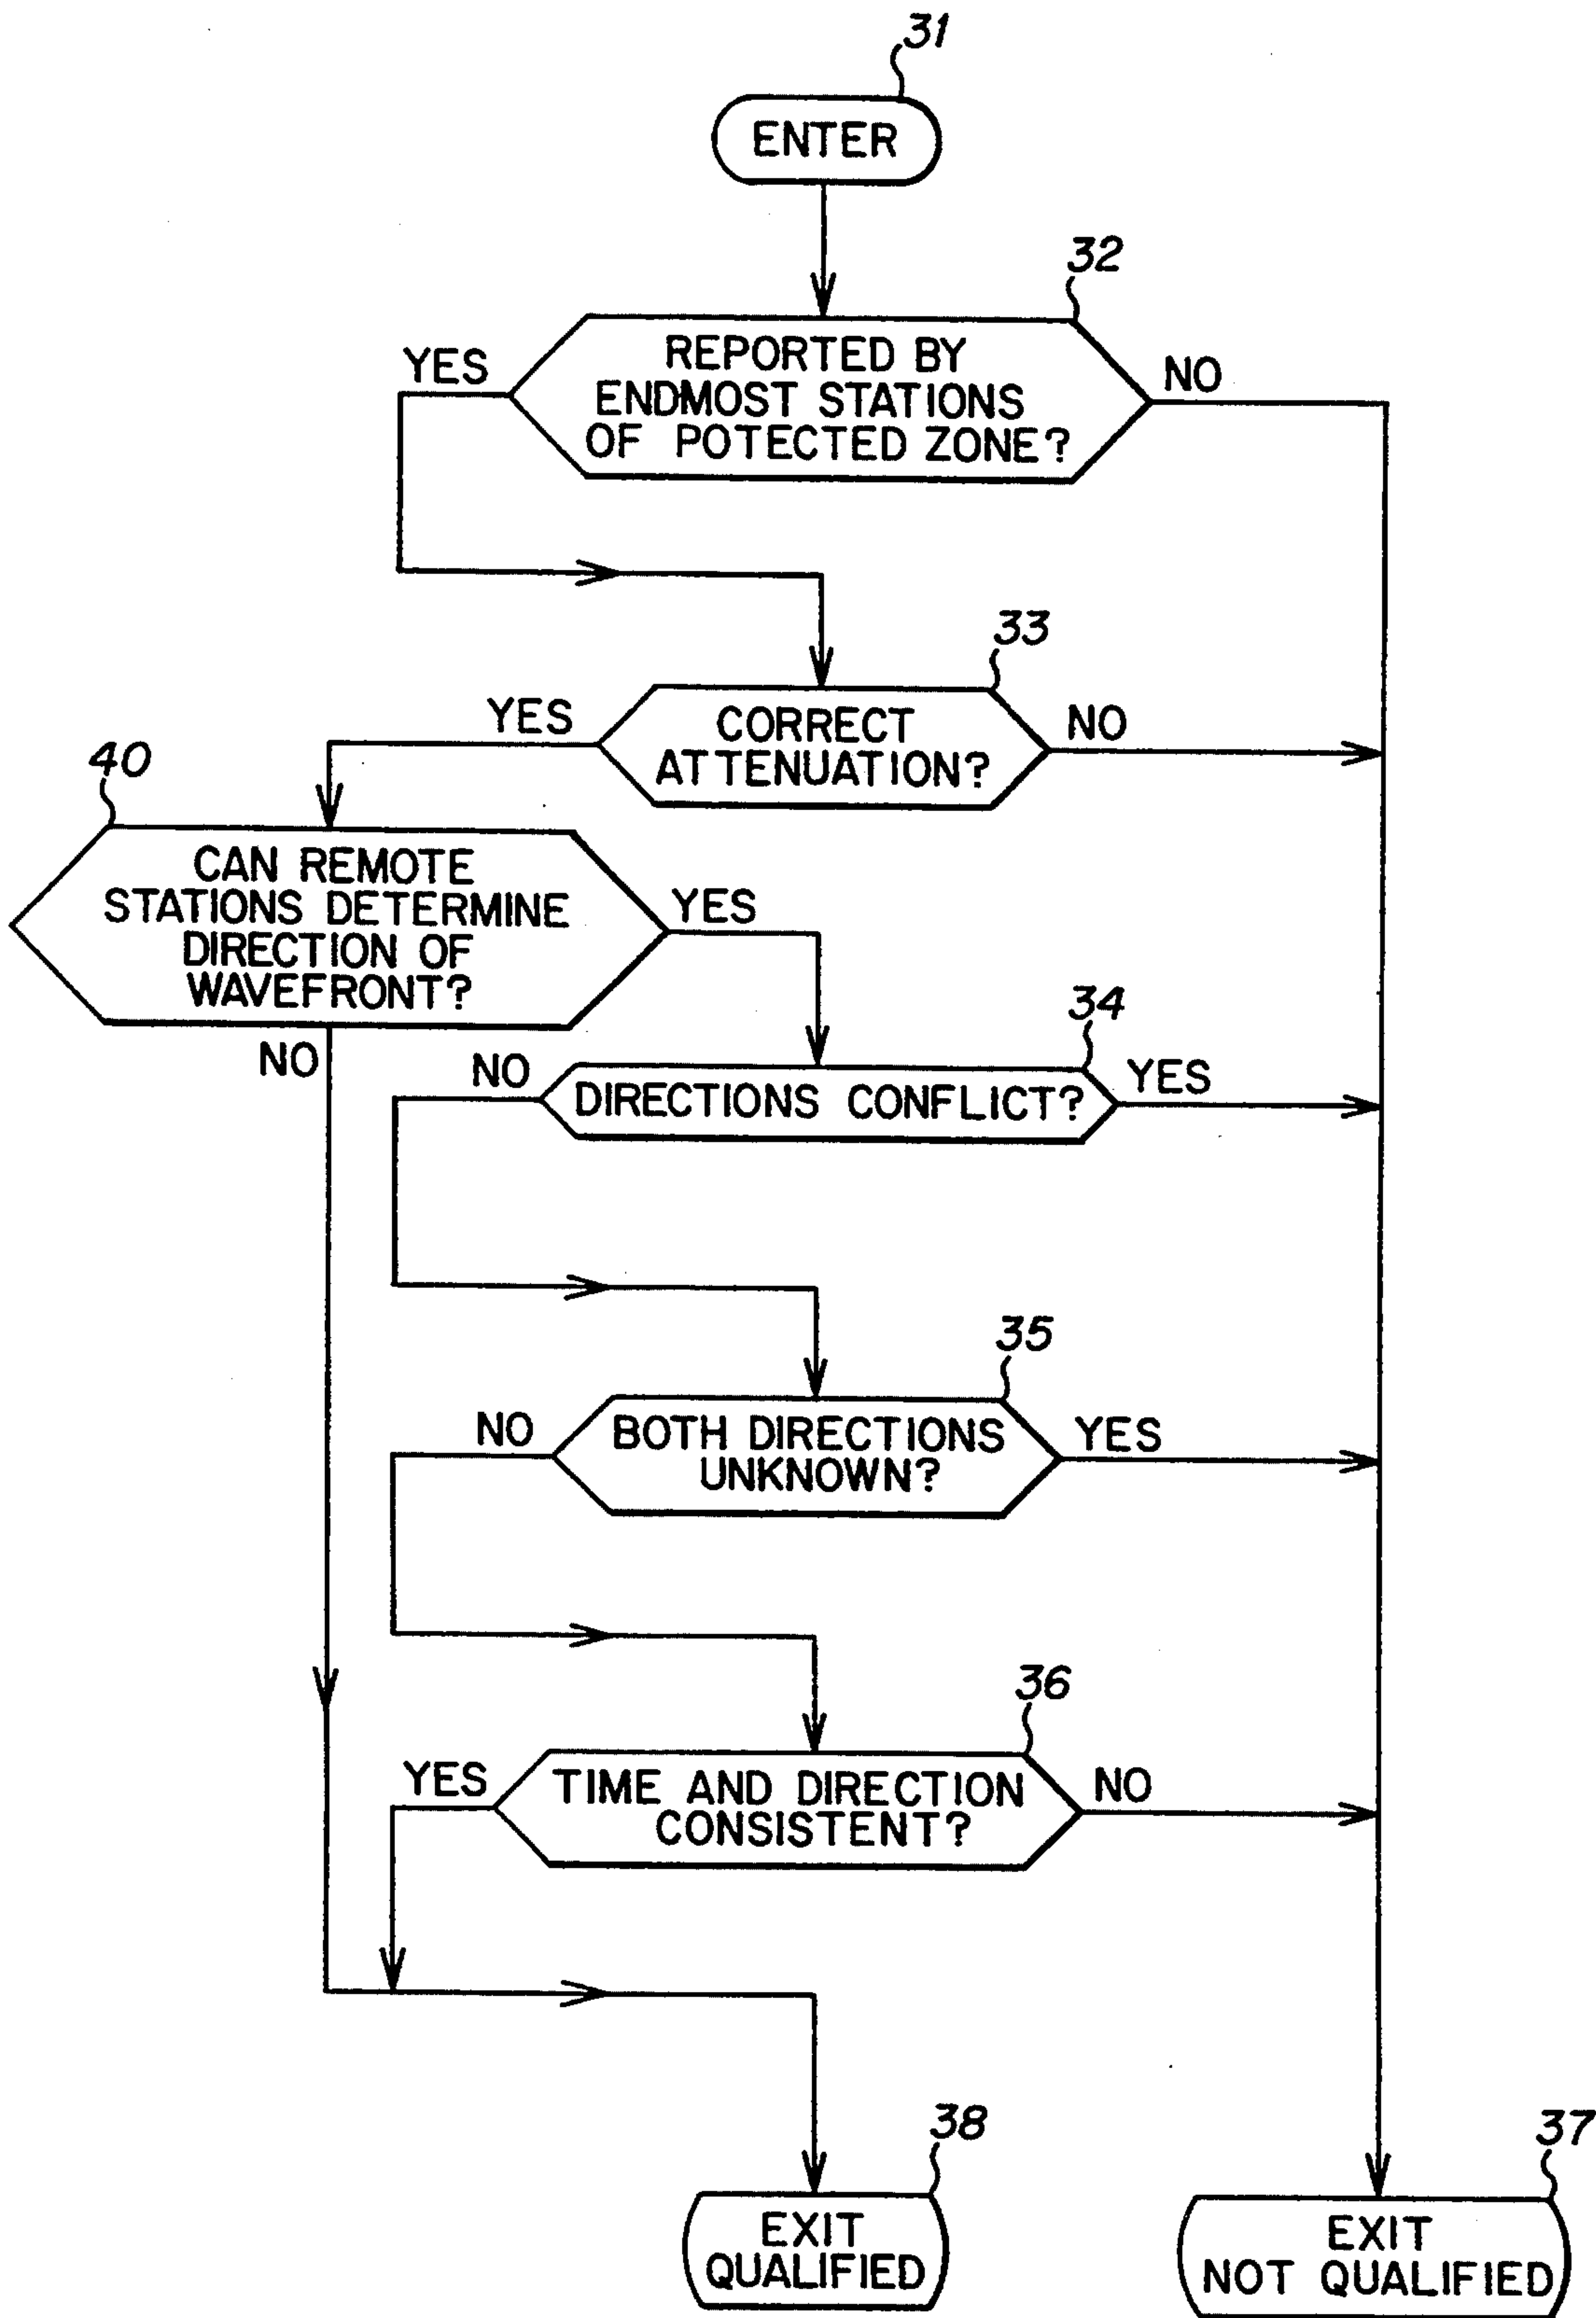 31
ENTER
32
YES
REPORTED BY
ENDMOST STATIONS
OF POTECTED ZONE?
NO
33
YES
CORRECT
ATTENUATION?
NO
40
CAN REMOTE
STATIONS DETERMINE
DIRECTION OF
WAVEFRONT?
YES
NO
34
NO
DIRECTIONS CONFLICT?
YES
35
NO
BOTH DIRECTIONS
UNKNOWN?
YES
36
YES
TIME AND DIRECTION
CONSISTENT?
NO
38
EXIT
QUALIFIED
37
EXIT
NOT QUALIFIED